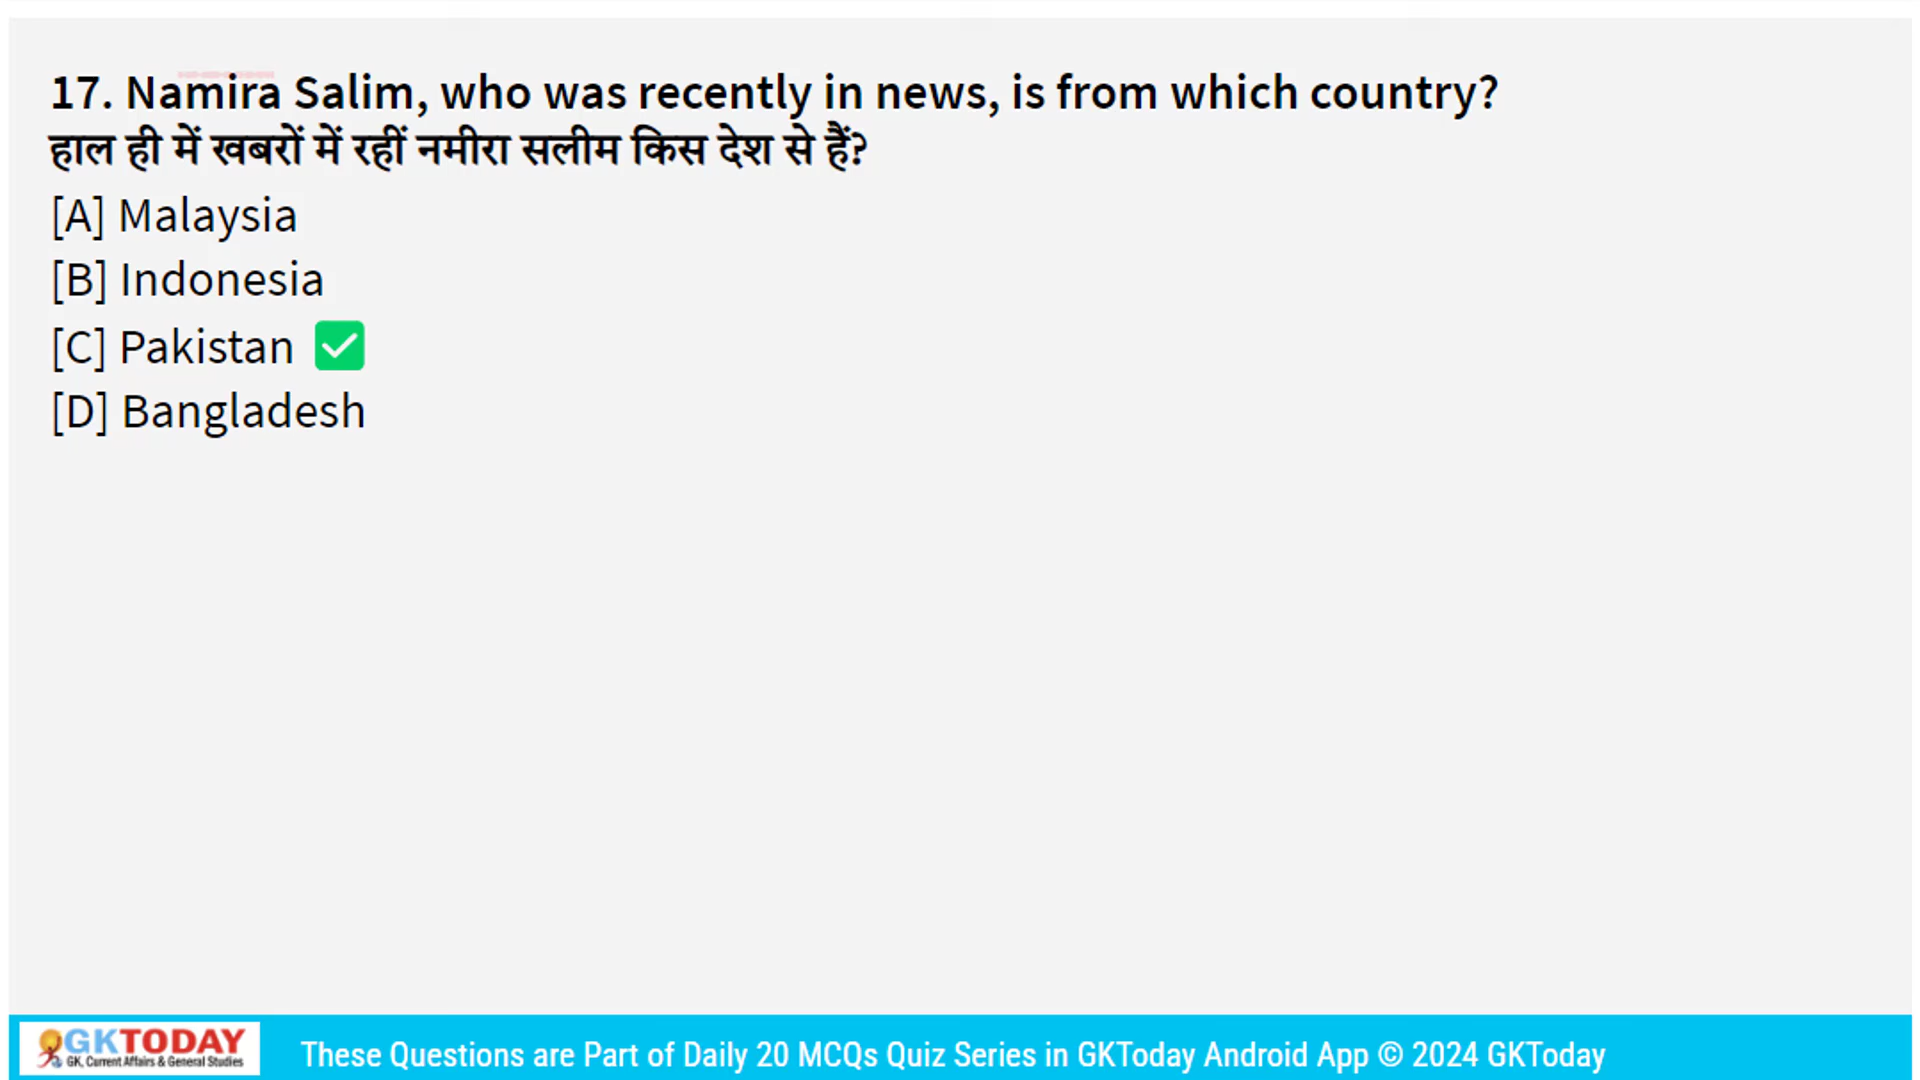 17. Namira Salim, who was recently in news, is from which country?
हाल ही में खबरों में रहीं नमीरा सलीम किस देश से हैं?
[A] Malaysia
[B] Indonesia
[C] Pakistan
[D] Bangladesh
GKTODAY
GK, Current Affairs & General Studies
These Questions are Part of Daily 20 MCQs Quiz Series in GKToday Android App © 2024 GKToday